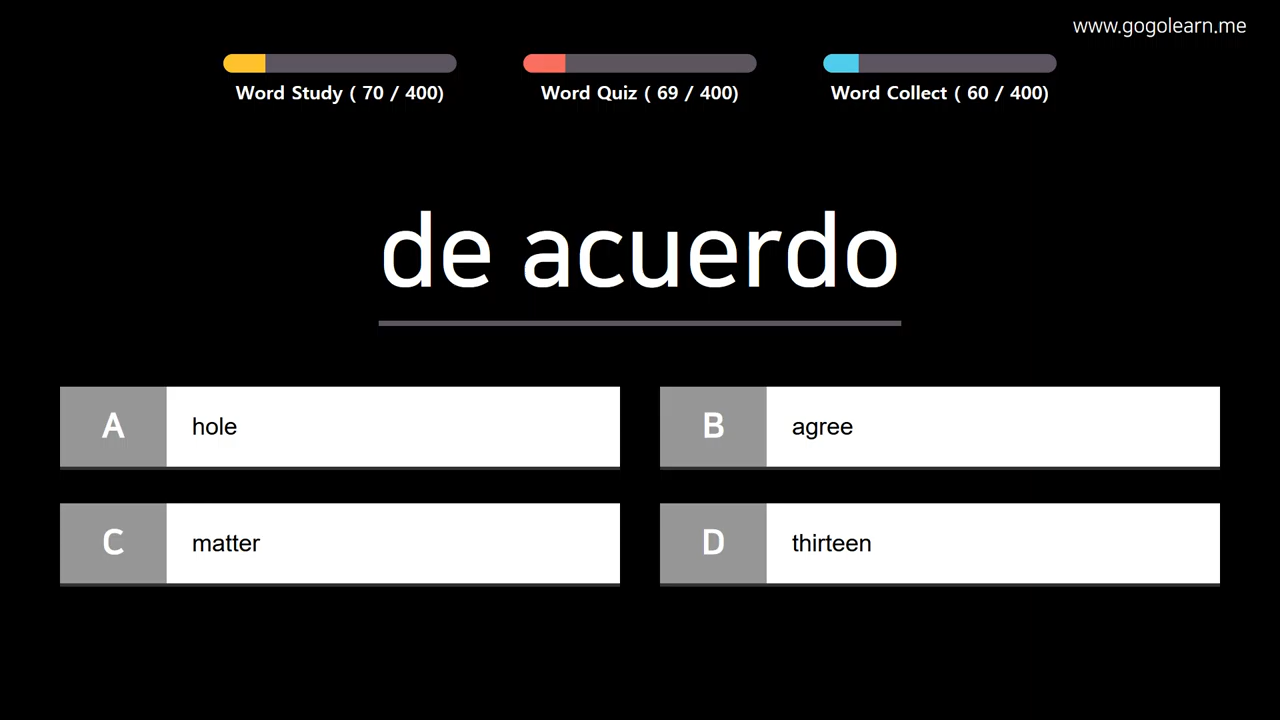 www.gogolearn.me
Word Study ( 70 / 400)
Word Quiz ( 69 / 400)
Word Collect ( 60 / 400)
de acuerdo
A hole
B agree
C matter
D thirteen